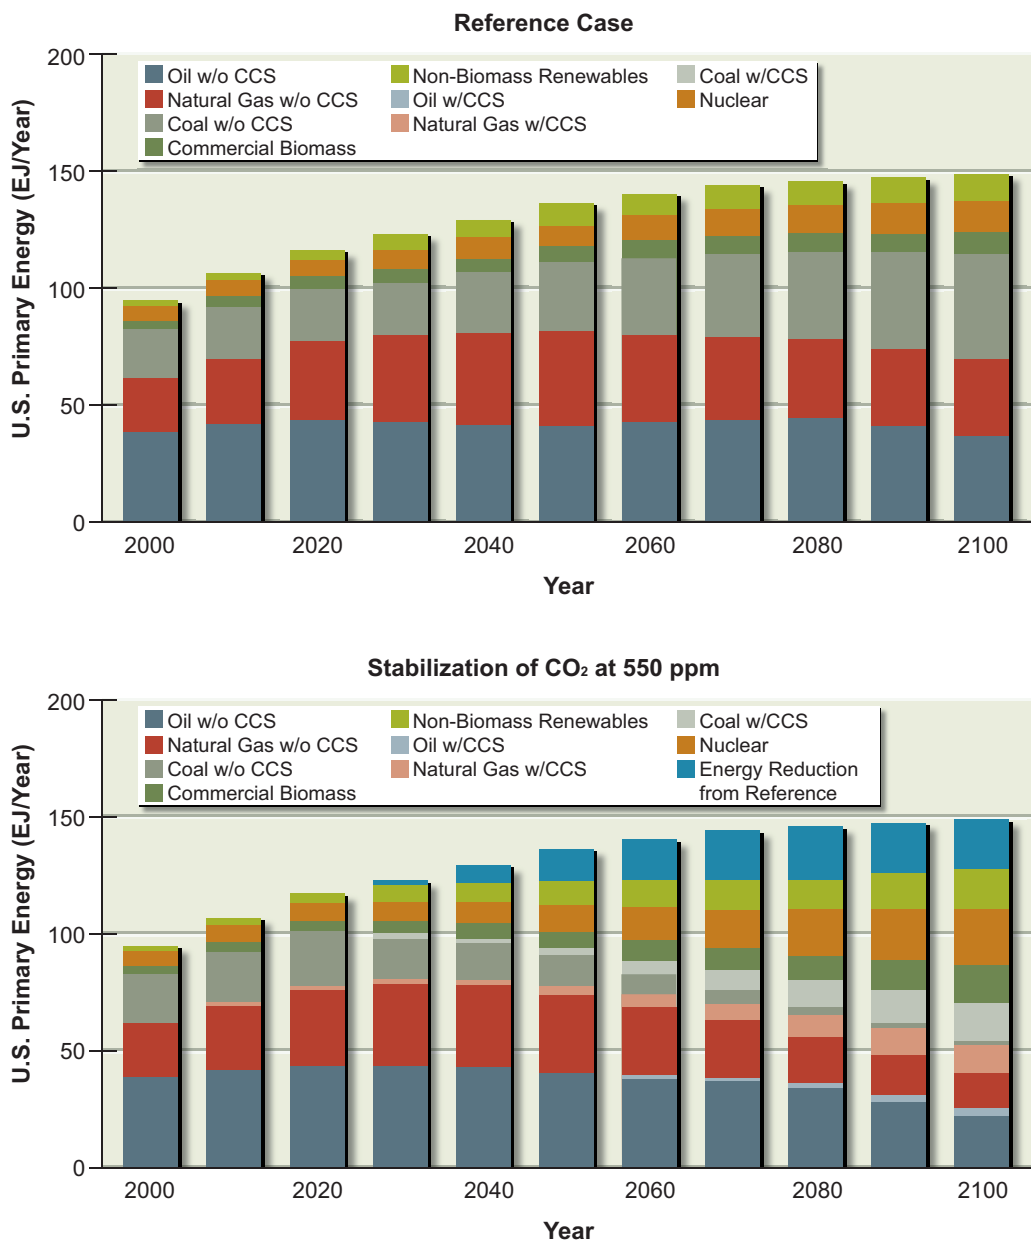 Reference Case
U.S. Primary Energy (EJ/Year)
200
150
100
50
0
Oil w/o CCS
Natural Gas w/o CCS
Coal w/o CCS
Commercial Biomass
Non-Biomass Renewables
Oil w/CCS
Natural Gas w/CCS
Coal w/CCS
Nuclear
2000 2020 2040 2060 2080 2100
Year
Stabilization of CO₂ at 550 ppm
U.S. Primary Energy (EJ/Year)
200
150
100
50
0
Oil w/o CCS
Natural Gas w/o CCS
Coal w/o CCS
Commercial Biomass
Non-Biomass Renewables
Oil w/CCS
Natural Gas w/CCS
Coal w/CCS
Nuclear
Energy Reduction
from Reference
2000 2020 2040 2060 2080 2100
Year